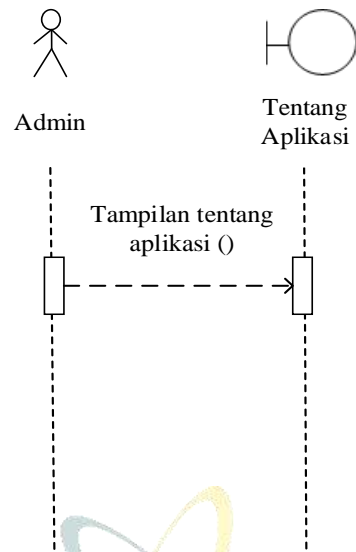 Admin
Tentang
Aplikasi
Tampilan tentang
aplikasi ()